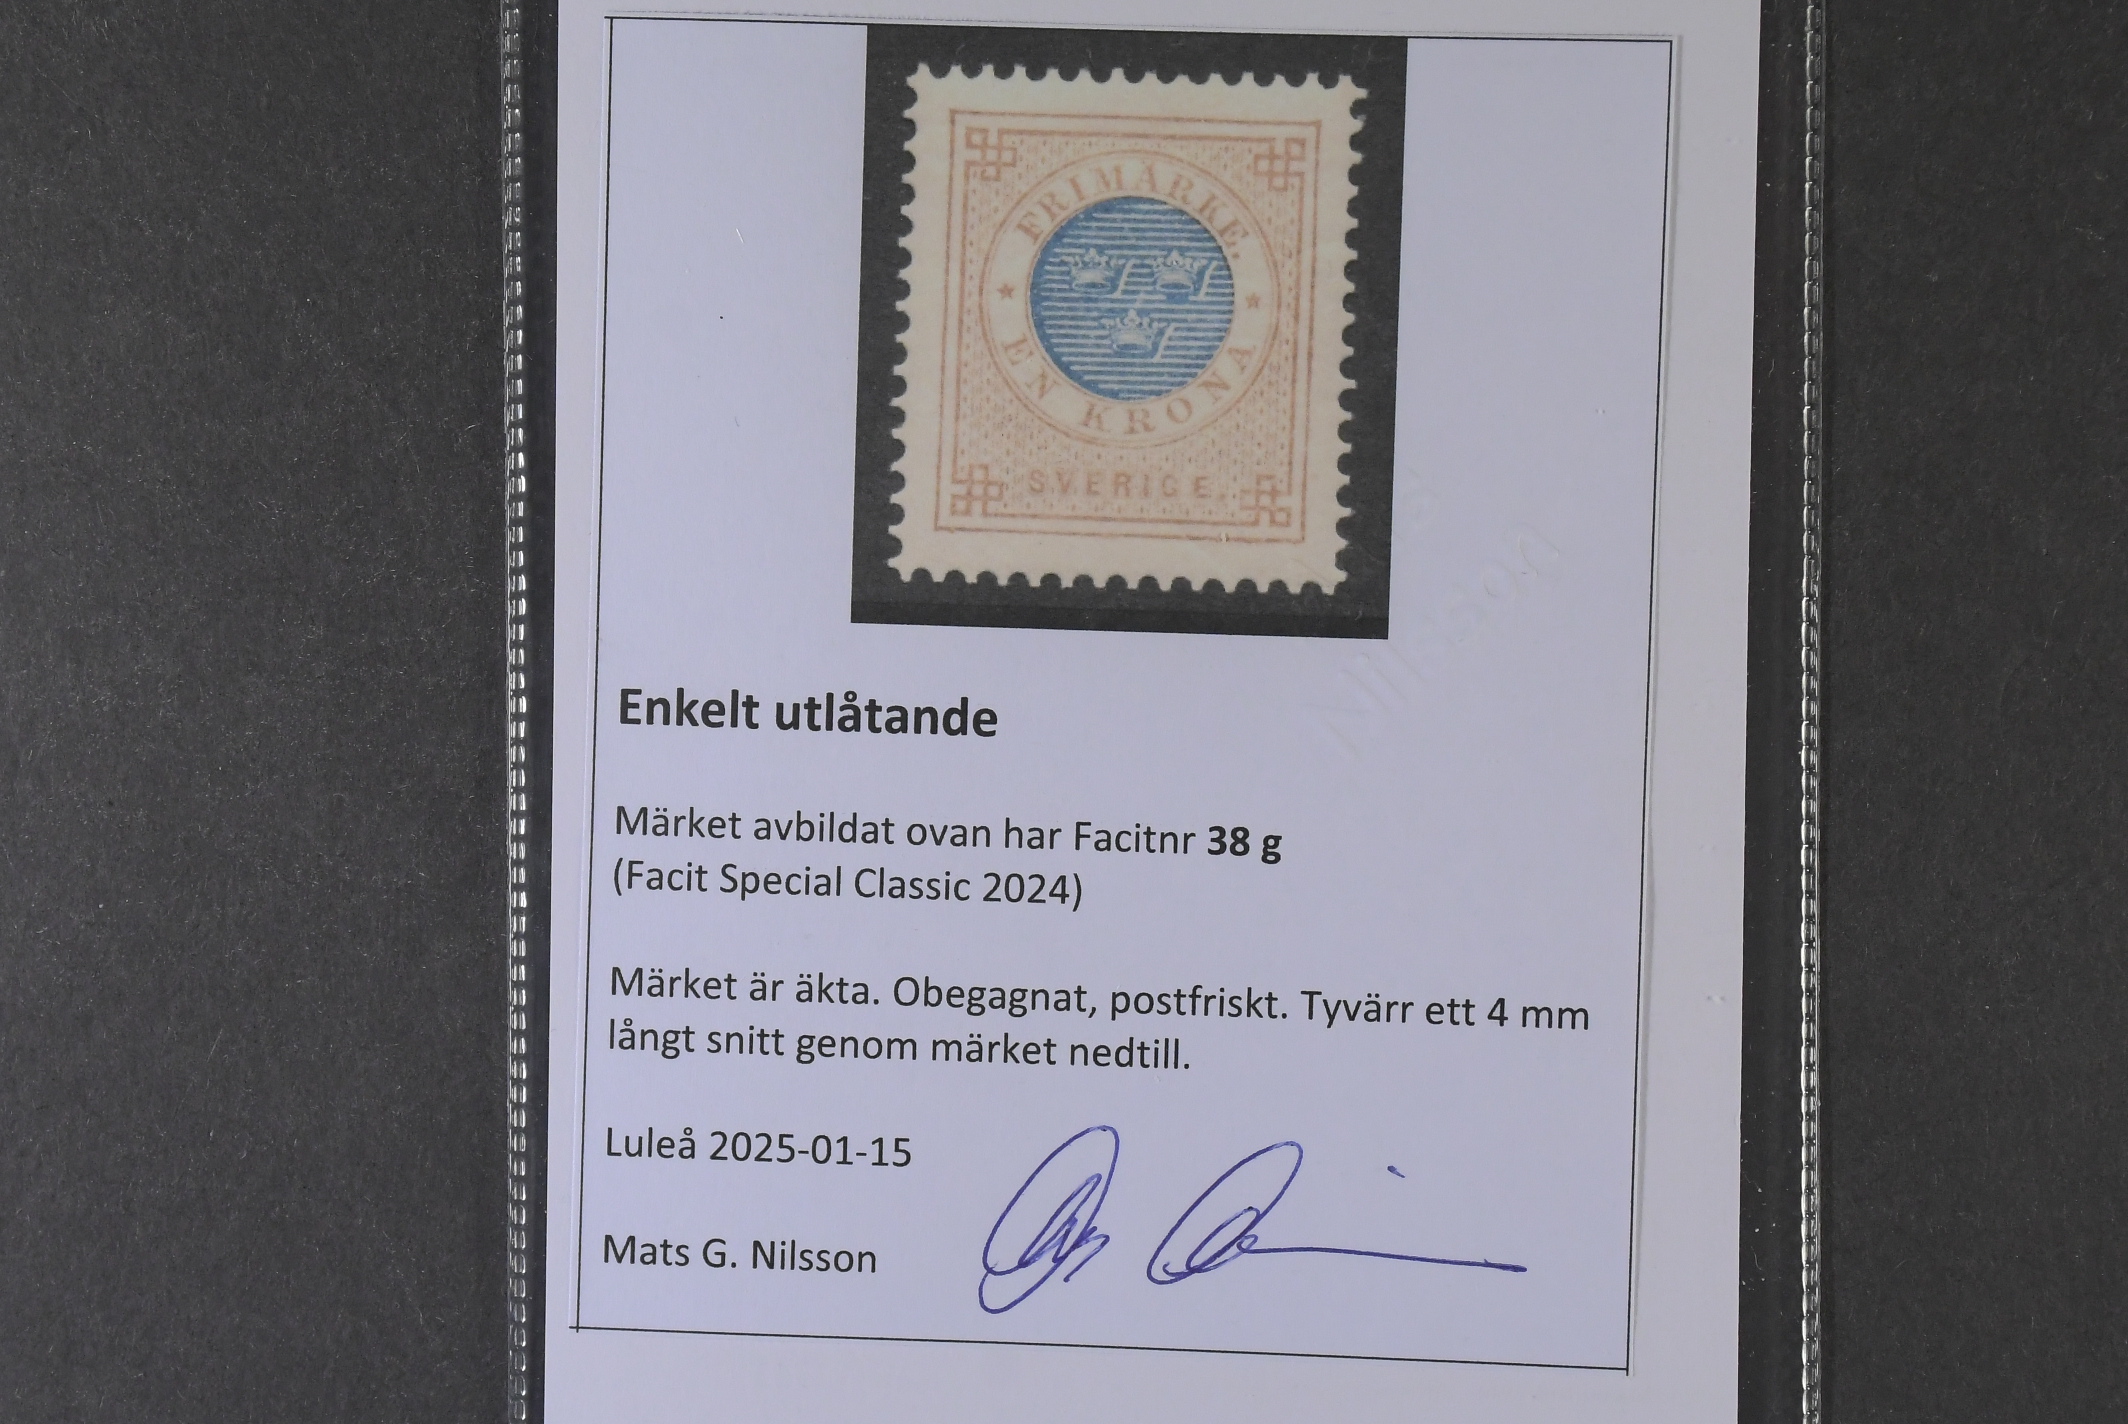 FRIMÄRKE.
EN KRONA
SVERIGE.
Enkelt utlåtande
Märket avbildat ovan har Facitnr 38 g
(Facit Special Classic 2024)
Märket är äkta. Obegagnat, postfriskt. Tyvärr ett 4 mm
långt snitt genom märket nedtill.
Luleå 2025-01-15
Mats G. Nilsson